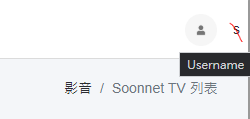 S
Username
影音 / Soonnet TV 列表